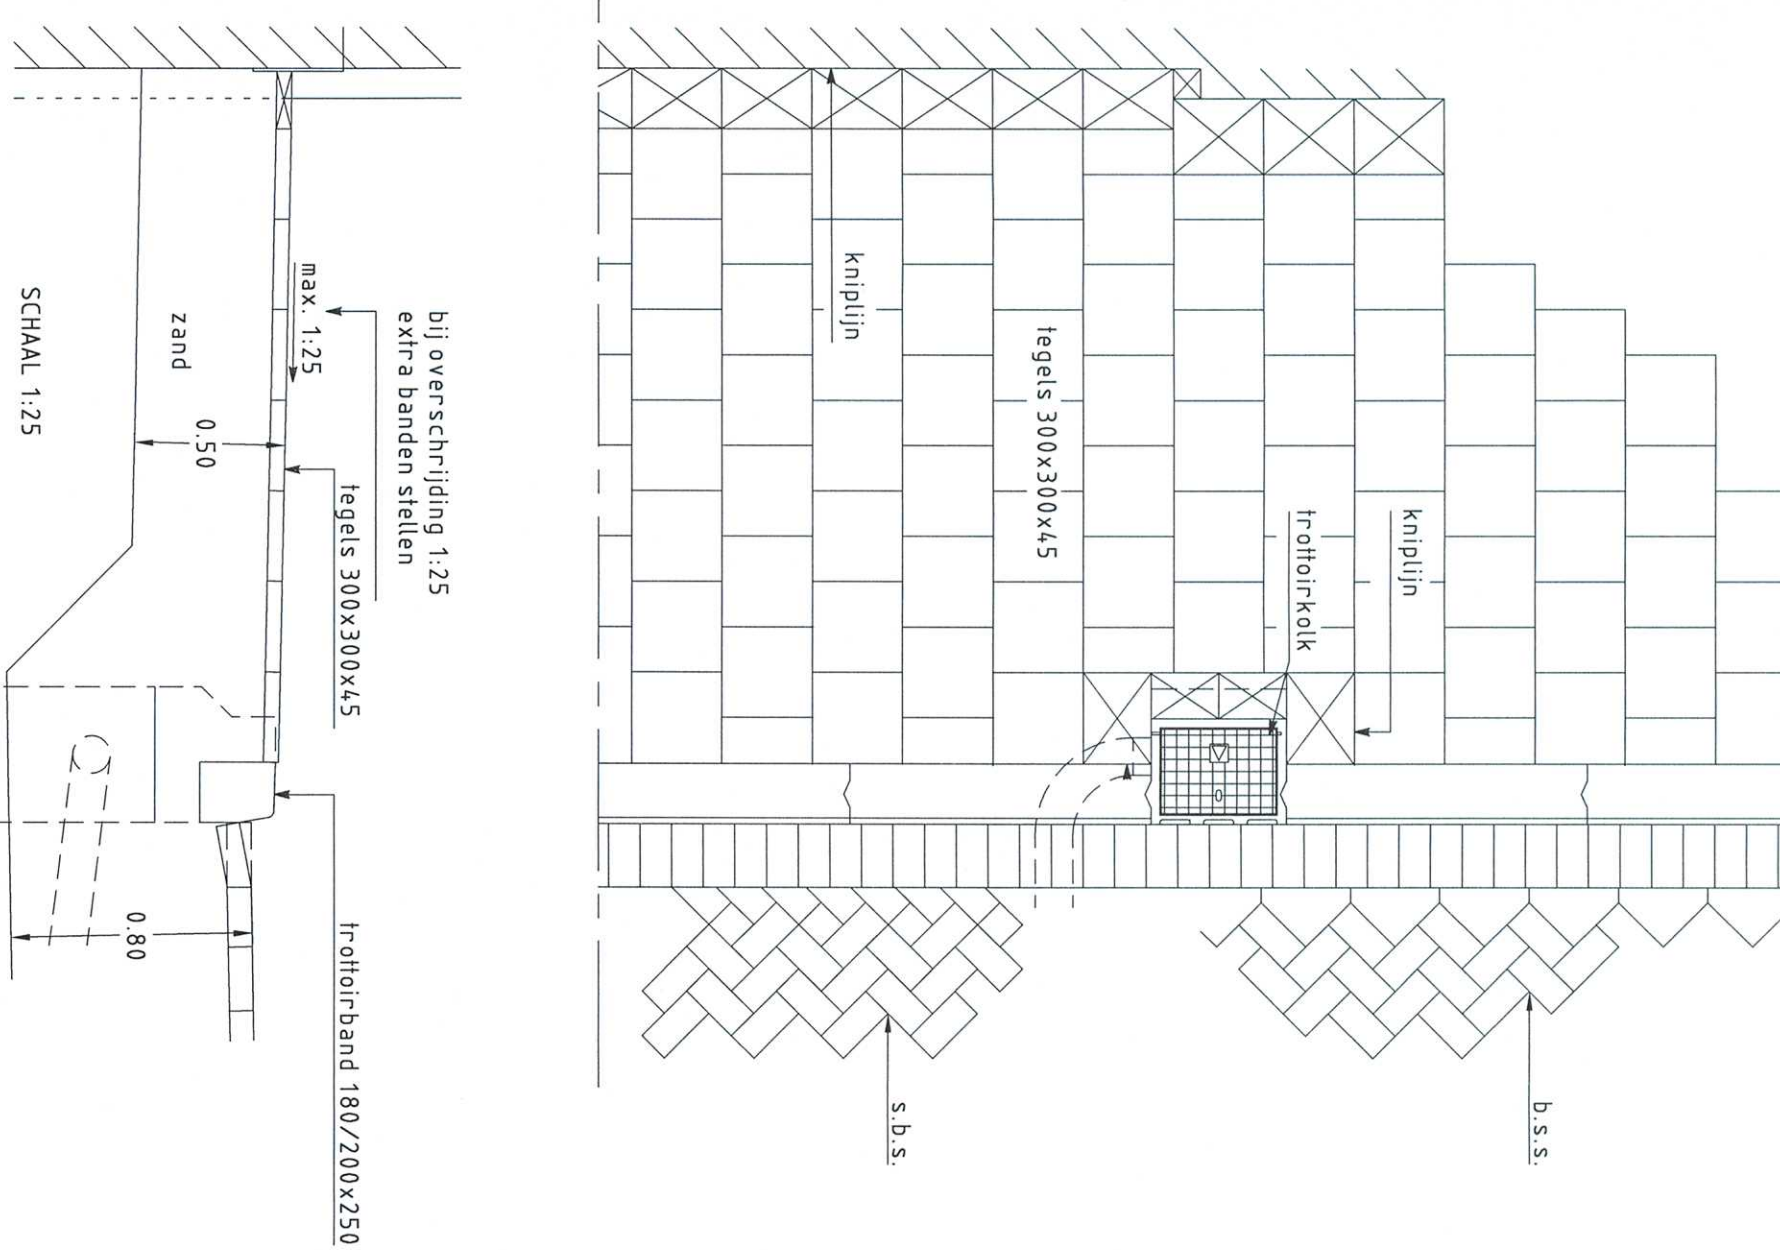 SCHAAL 1:25
zand
0.50
0.80
max. 1:25
bij overschrijding 1:25
extra banden stellen
tegels 300x300x45
trottoirband 180/200x250
kniplijn
tegels 300x300x45
trottoirkolk
kniplijn
s.b.s.
b.s.s.